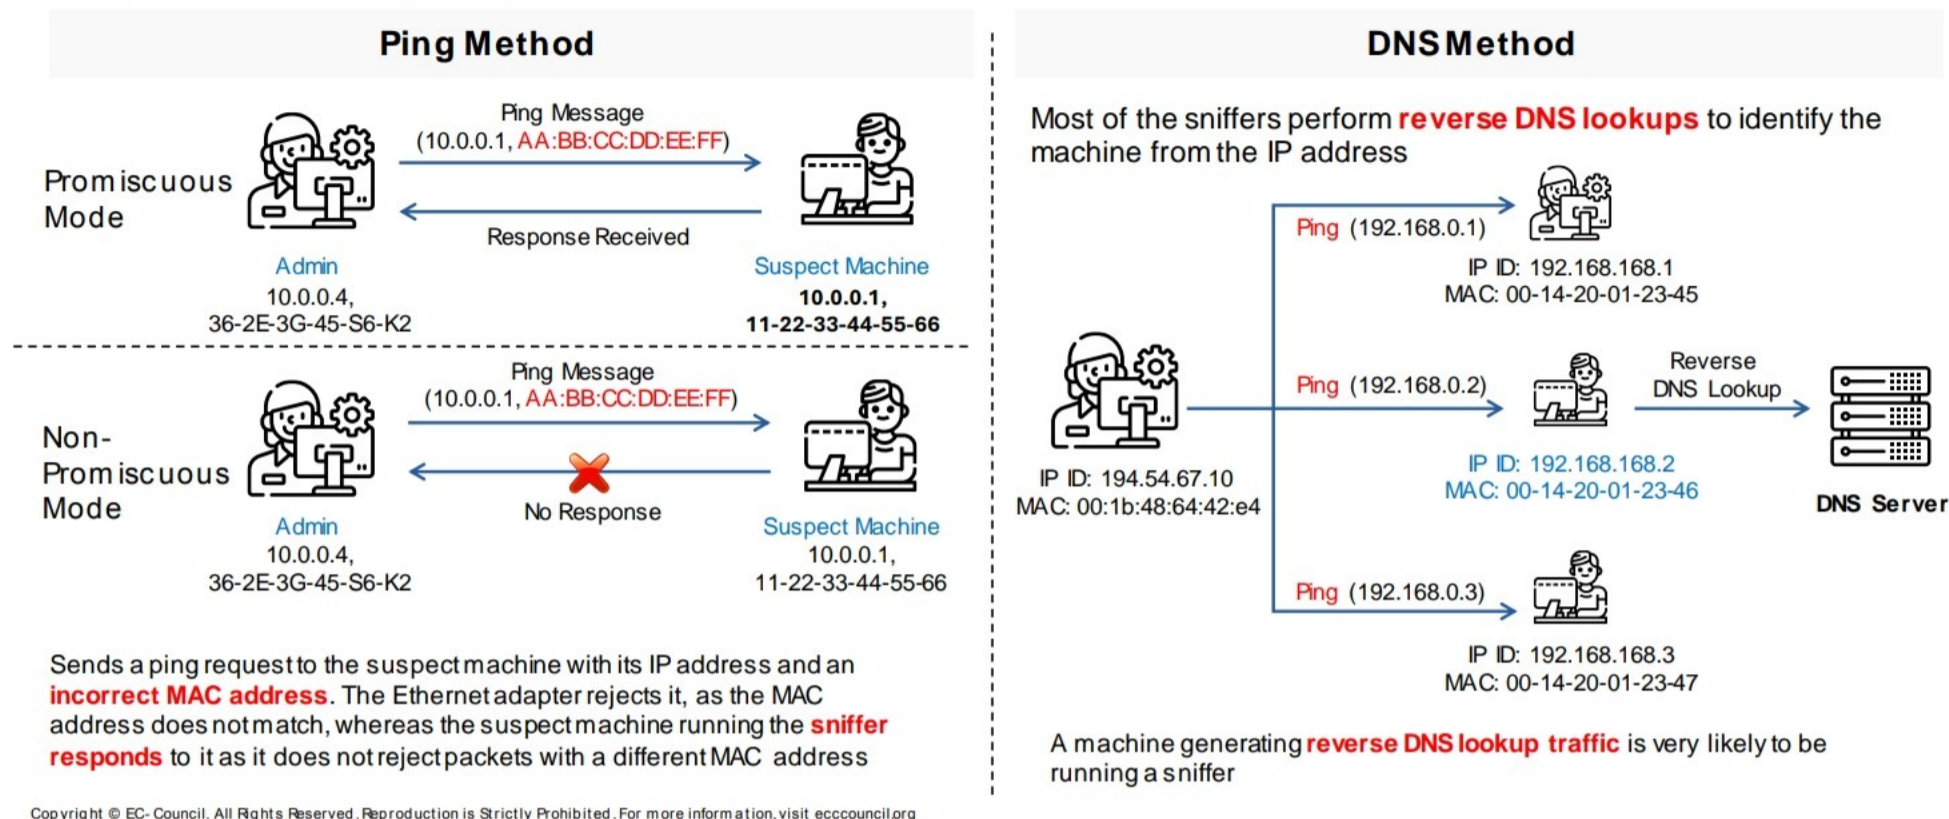 Ping Method
Promiscuous
Mode
Ping Message
(10.0.0.1, AA:BB:CC:DD:EE:FF)
Response Received
Admin
10.0.0.4,
36-2E-3G-45-S6-K2
Suspect Machine
10.0.0.1,
11-22-33-44-55-66
Non-
Promiscuous
Mode
Ping Message
(10.0.0.1, AA:BB:CC:DD:EE:FF)
No Response
Admin
10.0.0.4,
36-2E-3G-45-S6-K2
Suspect Machine
10.0.0.1,
11-22-33-44-55-66
Sends a ping request to the suspect machine with its IP address and an
incorrect MAC address. The Ethernet adapter rejects it, as the MAC
address does not match, whereas the suspect machine running the sniffer
responds to it as it does not reject packets with a different MAC address
DNS Method
Most of the sniffers perform reverse DNS lookups to identify the
machine from the IP address
Ping (192.168.0.1)
IP ID: 192.168.168.1
MAC: 00-14-20-01-23-45
IP ID: 194.54.67.10
MAC: 00:1b:48:64:42:e4
Ping (192.168.0.2)
IP ID: 192.168.168.2
MAC: 00-14-20-01-23-46
Reverse
DNS Lookup
DNS Server
Ping (192.168.0.3)
IP ID: 192.168.168.3
MAC: 00-14-20-01-23-47
A machine generating reverse DNS lookup traffic is very likely to be
running a sniffer
Copyright © EC-Council. All Rights Reserved. Reproduction is Strictly Prohibited. For more information, visit ecccouncil.org